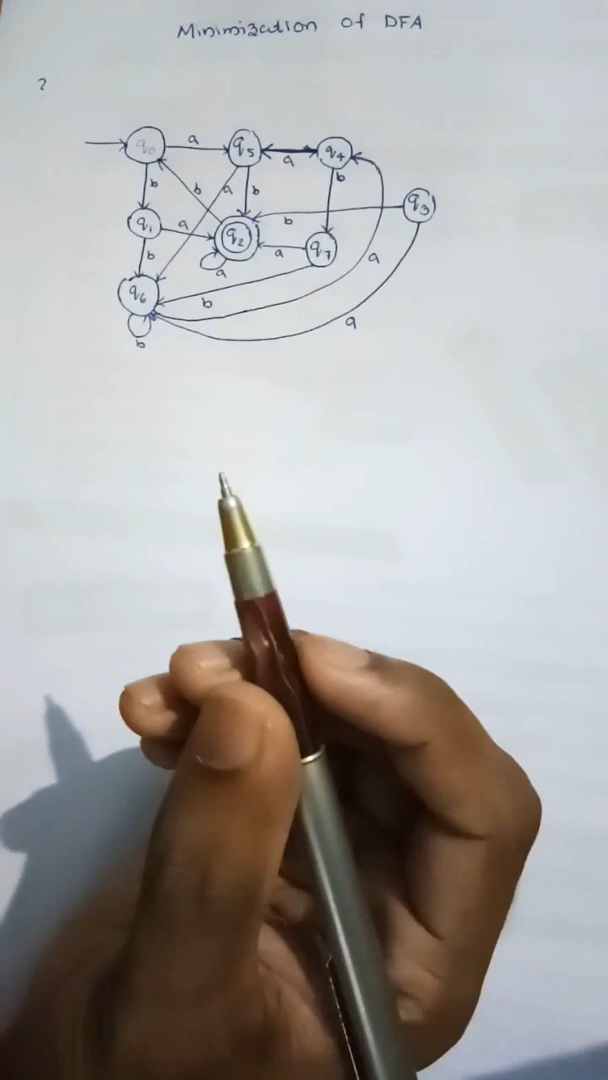 Minimization of DFA
?
q0 a q5 a q4
b b a b b q3
q1 a q2 b
b a a q7 a
q6 b
b a